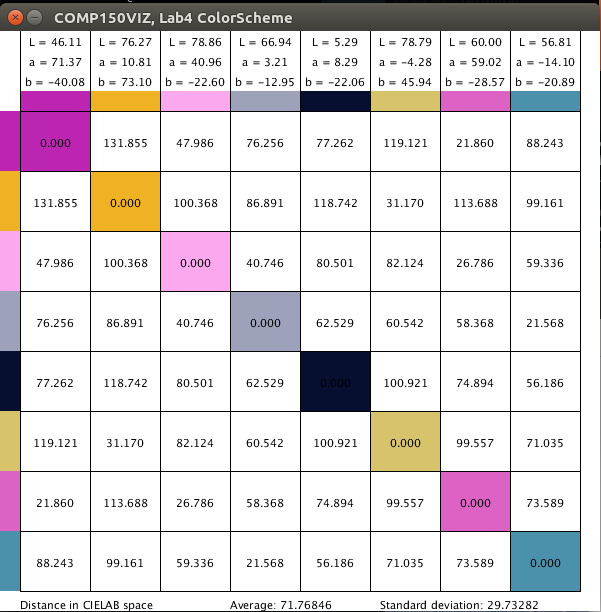 COMP150VIZ, Lab4 ColorScheme
L = 46.11 L = 76.27 L = 78.86 L = 66.94 L = 5.29 L = 78.79 L = 60.00 L = 56.81
a = 71.37 a = 10.81 a = 40.96 a = 3.21 a = 8.29 a = -4.28 a = 59.02 a = -14.10
b = -40.08 b = 73.10 b = -22.60 b = -12.95 b = -22.06 b = 45.94 b = -28.57 b = -20.89
0.000 131.855 47.986 76.256 77.262 119.121 21.860 88.243
131.855 0.000 100.368 86.891 118.742 31.170 113.688 99.161
47.986 100.368 0.000 40.746 80.501 82.124 26.786 59.336
76.256 86.891 40.746 0.000 62.529 60.542 58.368 21.568
77.262 118.742 80.501 62.529 0.000 100.921 74.894 56.186
119.121 31.170 82.124 60.542 100.921 0.000 99.557 71.035
21.860 113.688 26.786 58.368 74.894 99.557 0.000 73.589
88.243 99.161 59.336 21.568 56.186 71.035 73.589 0.000
Distance in CIELAB space Average: 71.76846 Standard deviation: 29.73282